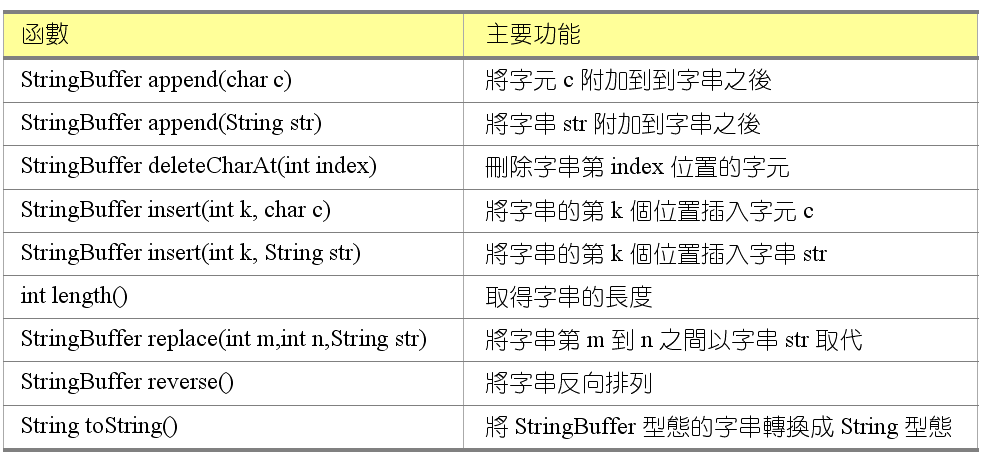 函數 主要功能
StringBuffer append(char c) 將字元 c 附加到到字串之後
StringBuffer append(String str) 將字串 str 附加到字串之後
StringBuffer deleteCharAt(int index) 刪除字串第 index 位置的字元
StringBuffer insert(int k, char c) 將字串的第 k 個位置插入字元 c
StringBuffer insert(int k, String str) 將字串的第 k 個位置插入字串 str
int length() 取得字串的長度
StringBuffer replace(int m,int n,String str) 將字串第 m 到 n 之間以字串 str 取代
StringBuffer reverse() 將字串反向排列
String toString() 將 StringBuffer 型態的字串轉換成 String 型態